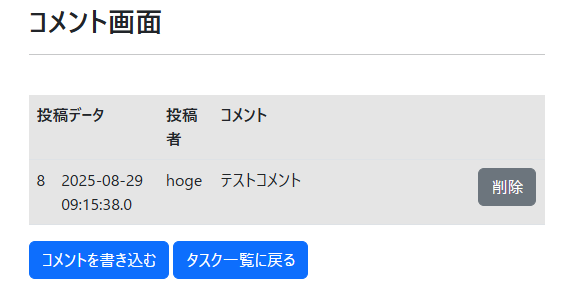 コメント画面
投稿データ 投稿者 コメント
8 2025-08-29 09:15:38.0 hoge テストコメント 削除
コメントを書き込む タスク一覧に戻る